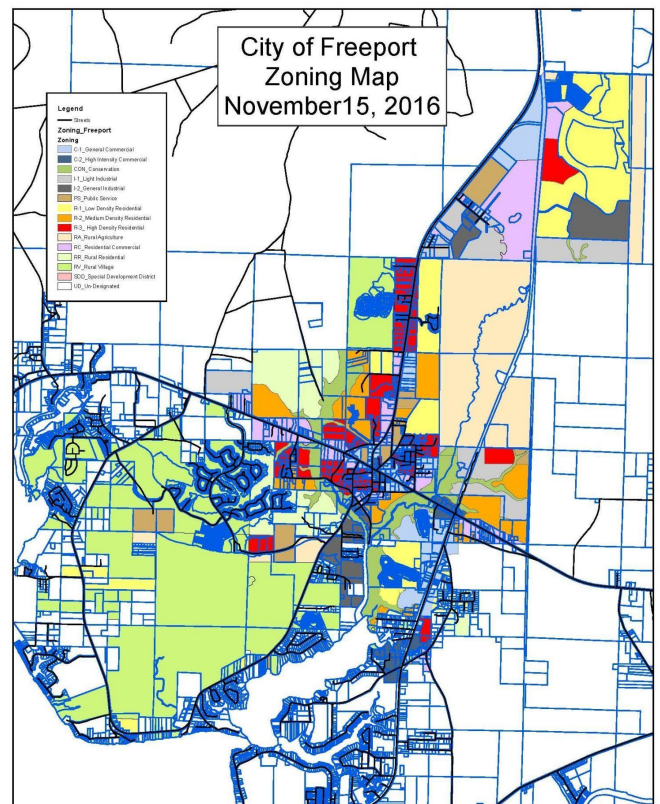 City of Freeport
Zoning Map
November15, 2016
Legend
Streets
Zoning_Freeport
Zoning
C-1_General Commercial
C-2_High Intensity Commercial
CON_Conservation
I-1_Light Industrial
I-2_General Industrial
PS_Public Service
R-1_Low Density Residential
R-2_Medium Density Residential
R-3_ High Density Residential
RA_Rural Agriculture
RC_Residential Commercial
RR_Rural Residential
RV_Rural Village
SDD_Special Development District
UD_Un-Designated